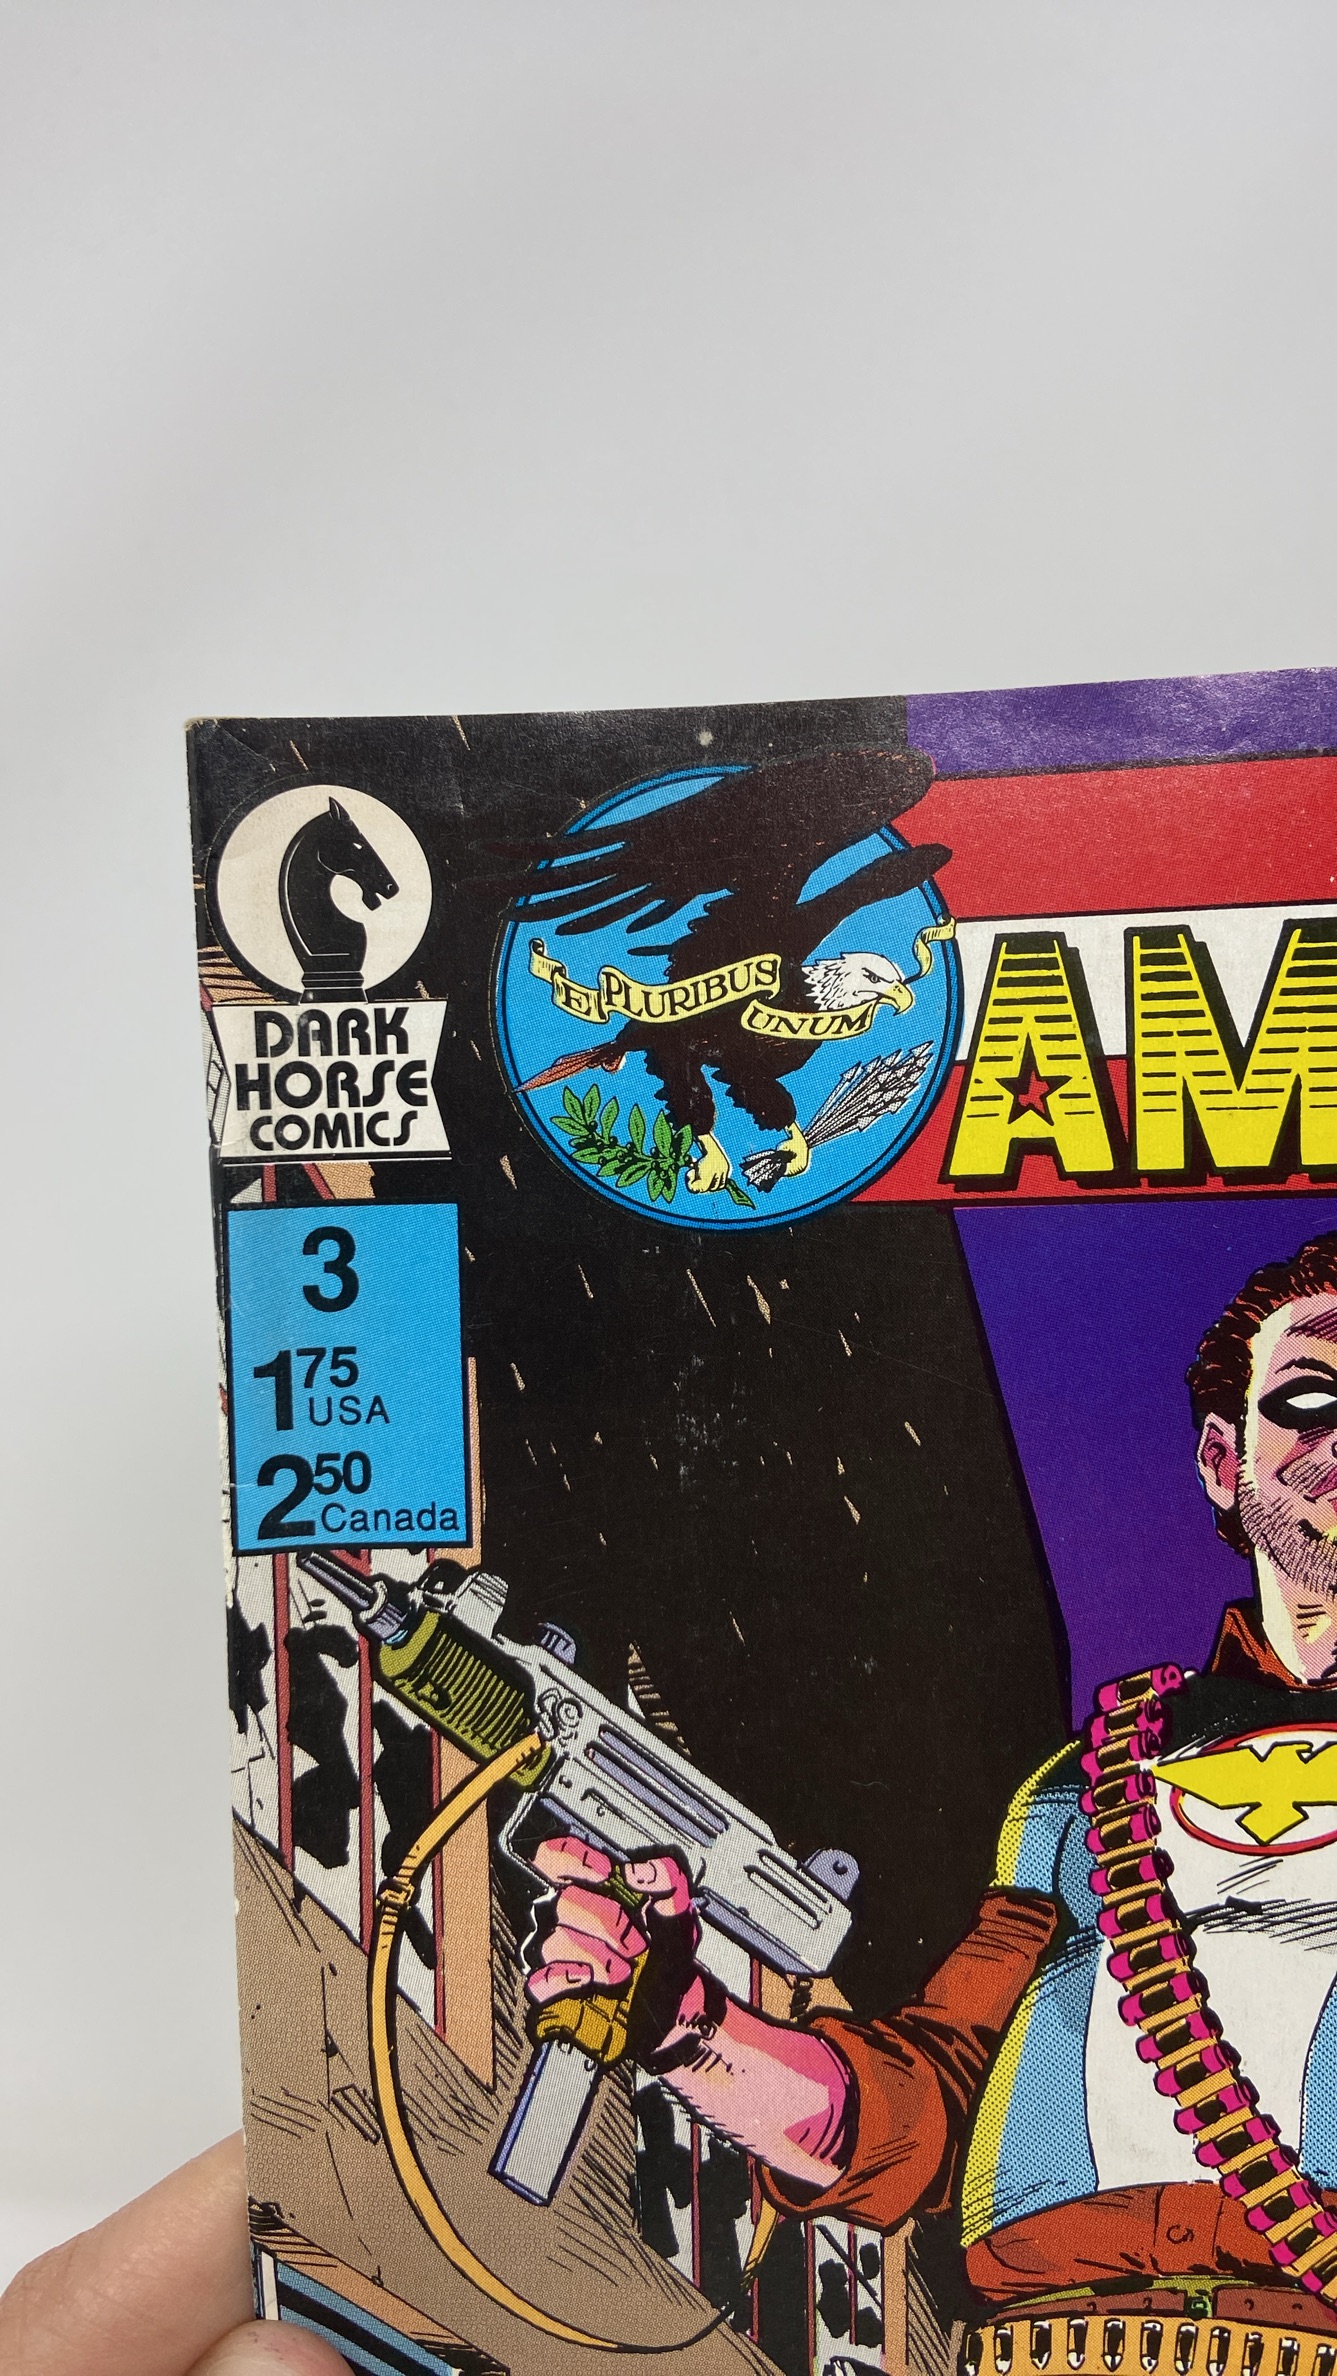 DARK
HORSE
COMICS
E PLURIBUS
UNUM
AM
3
1 75
USA
2 50
Canada